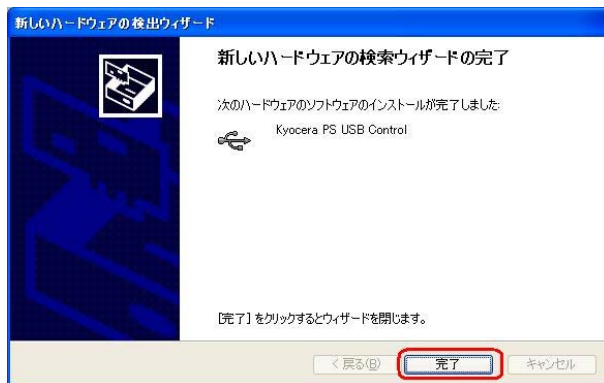 新しいハードウェアの検出ウィザード
新しいハードウェアの検索ウィザードの完了
次のハードウェアのソフトウェアのインストールが完了しました:
Kyocera PS USB Control
[完了] をクリックするとウィザードを閉じます。
< 戻る(B)
完了
キャンセル